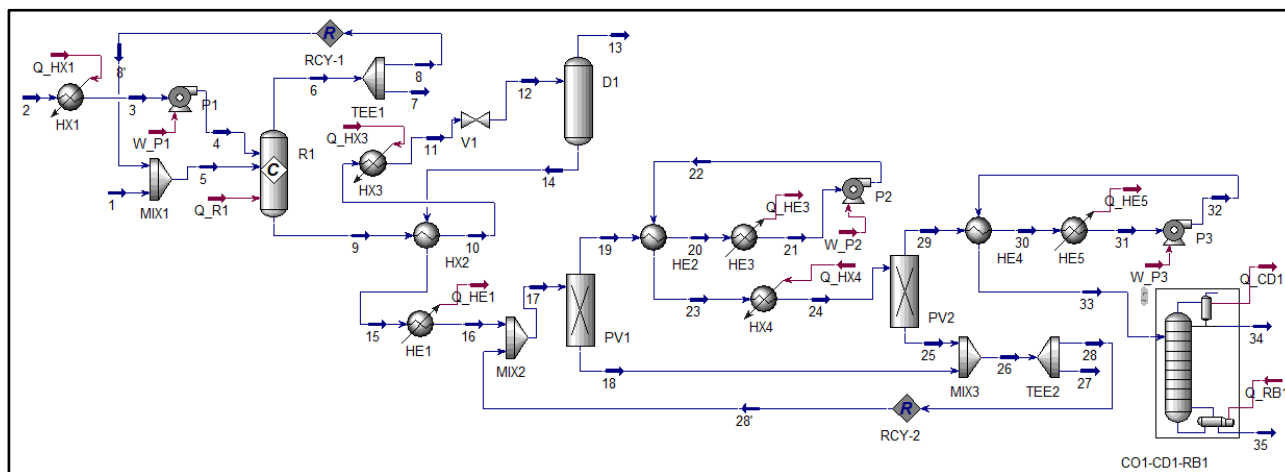 R
RCY-1
8'
Q_HX1
2
3
HX1
P1
W_P1
4
6
8
7
TEE1
13
12
D1
V1
Q_HX3
11
HX3
R1
C
5
1
MIX1
Q_R1
14
9
10
HX2
22
P2
W_P2
Q_HE3
19
20
21
HE2
HE3
Q_HX4
23
24
HX4
32
P3
W_P3
Q_HE5
29
30
31
HE4
HE5
Q_CD1
33
34
17
PV1
PV2
Q_HE1
15
16
HE1
MIX2
18
25
26
28
27
MIX3
TEE2
Q_RB1
35
R
28'
RCY-2
CO1-CD1-RB1